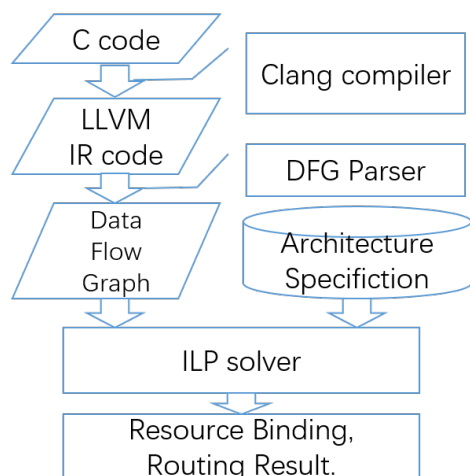 C code
Clang compiler
LLVM
IR code
DFG Parser
Data
Flow
Graph
Architecture
Specifiction
ILP solver
Resource Binding,
Routing Result.